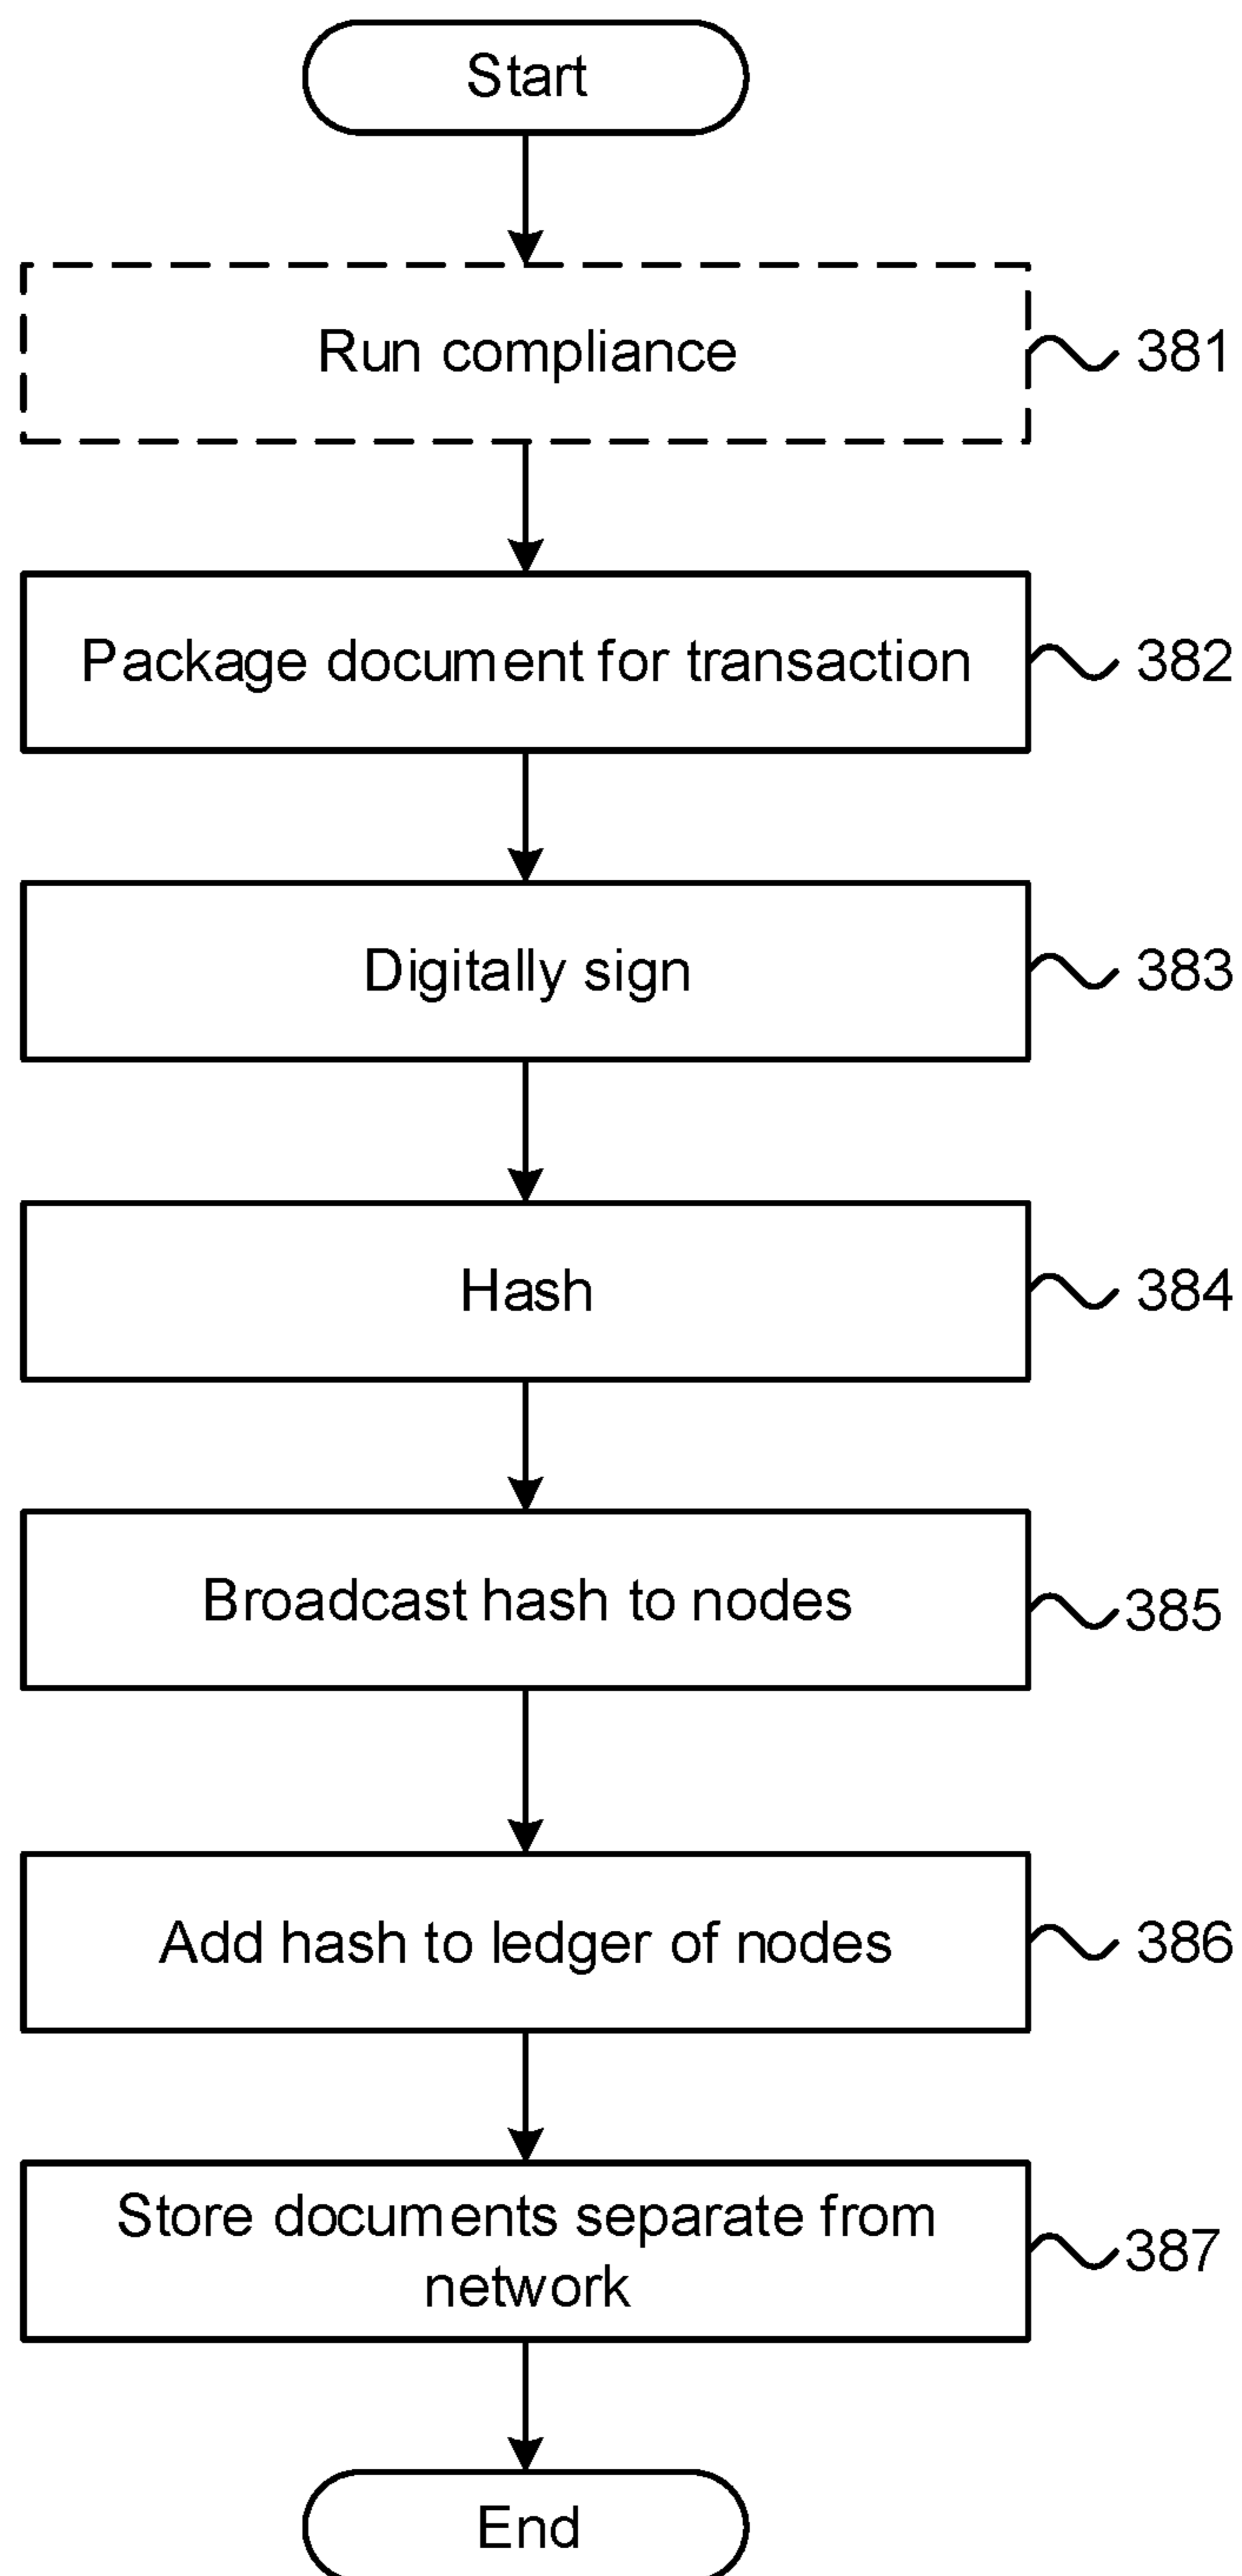 Start
Run compliance
381
Package document for transaction
382
Digitally sign
383
Hash
384
Broadcast hash to nodes
385
Add hash to ledger of nodes
386
Store documents separate from
network
387
End